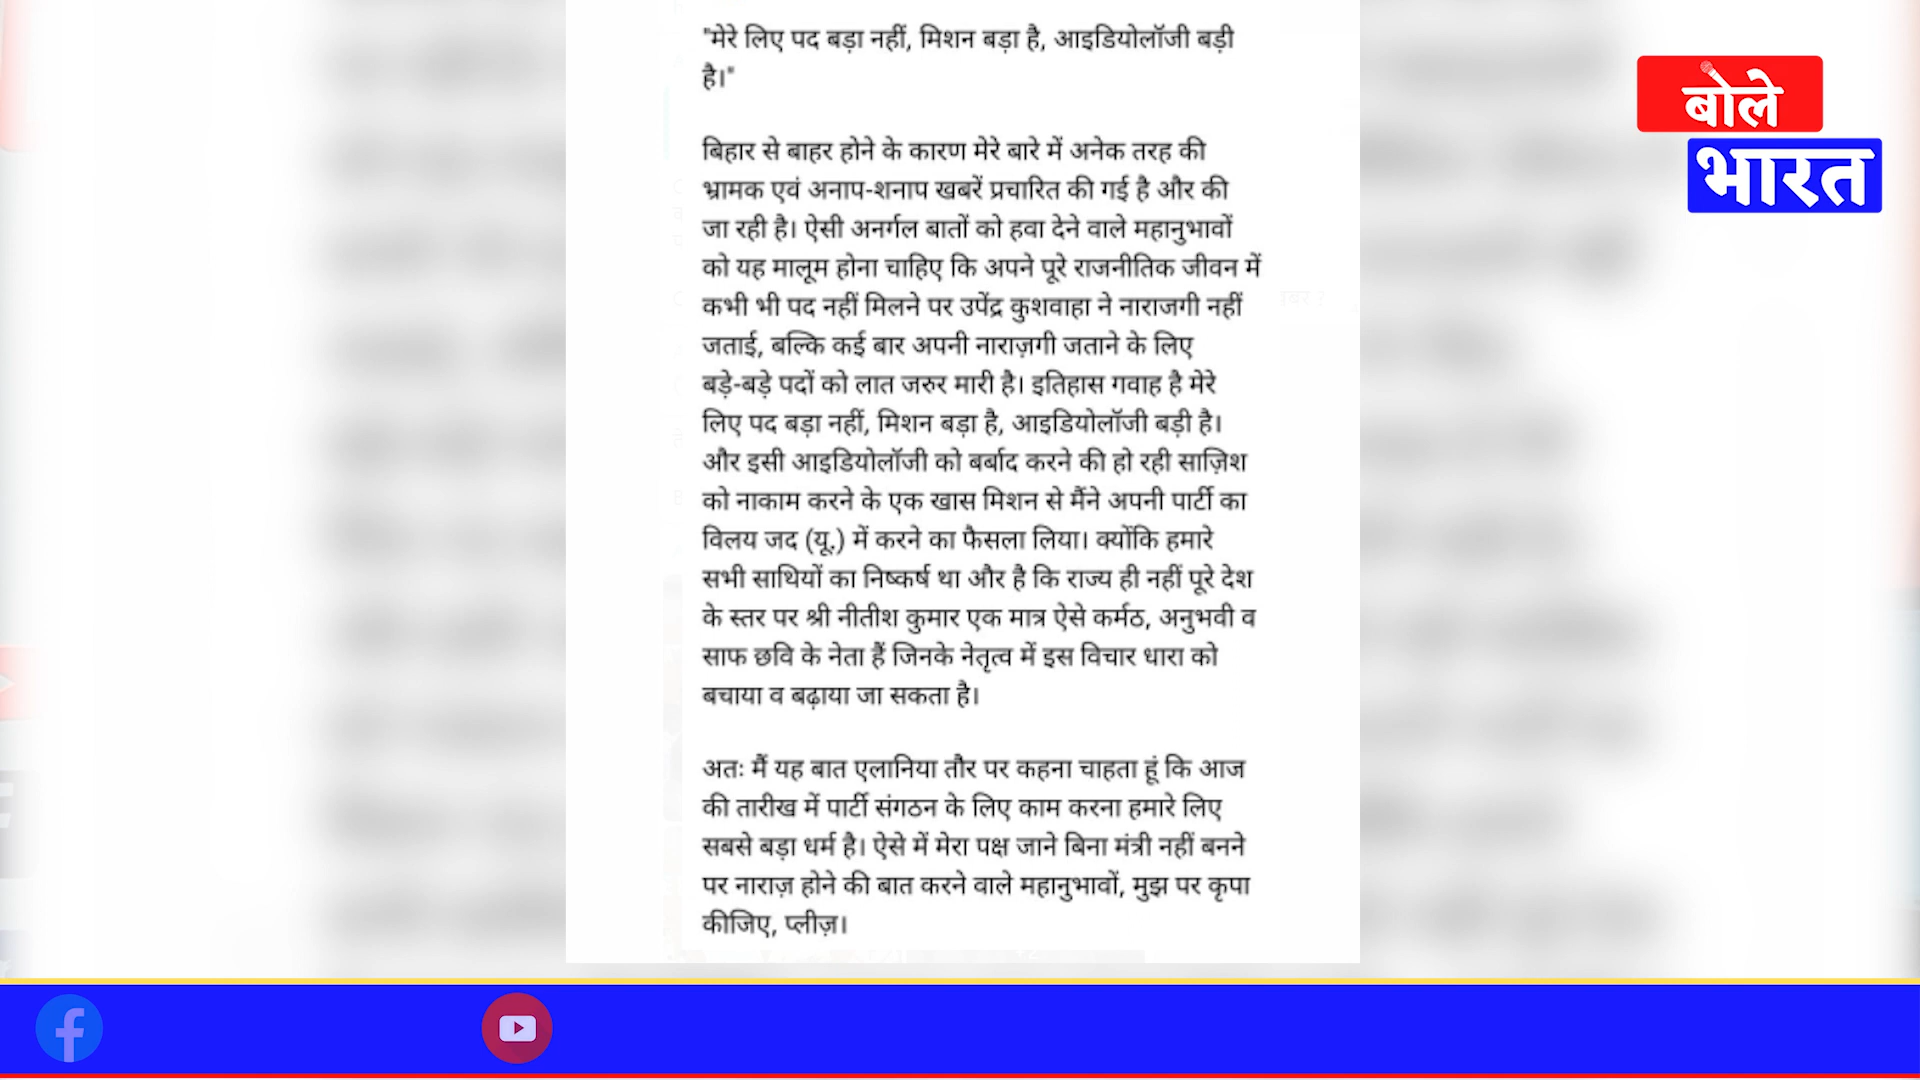 "मेरे लिए पद बड़ा नहीं, मिशन बड़ा है, आइडियोलॉजी बड़ी
है।"
बिहार से बाहर होने के कारण मेरे बारे में अनेक तरह की
भ्रामक एवं अनाप-शनाप खबरें प्रचारित की गई है और की
जा रही है। ऐसी अनर्गल बातों को हवा देने वाले महानुभावों
को यह मालूम होना चाहिए कि अपने पूरे राजनीतिक जीवन में
कभी भी पद नहीं मिलने पर उपेंद्र कुशवाहा ने नाराजगी नहीं
जताई, बल्कि कई बार अपनी नाराज़गी जताने के लिए
बड़े-बड़े पदों को लात जरुर मारी है। इतिहास गवाह है मेरे
लिए पद बड़ा नहीं, मिशन बड़ा है, आइडियोलॉजी बड़ी है।
और इसी आइडियोलॉजी को बर्बाद करने की हो रही साज़िश
को नाकाम करने के एक खास मिशन से मैंने अपनी पार्टी का
विलय जद (यू.) में करने का फैसला लिया। क्योंकि हमारे
सभी साथियों का निष्कर्ष था और है कि राज्य ही नहीं पूरे देश
के स्तर पर श्री नीतीश कुमार एक मात्र ऐसे कर्मठ, अनुभवी व
साफ छवि के नेता हैं जिनके नेतृत्व में इस विचार धारा को
बचाया व बढ़ाया जा सकता है।
अतः मैं यह बात एलानिया तौर पर कहना चाहता हूं कि आज
की तारीख में पार्टी संगठन के लिए काम करना हमारे लिए
सबसे बड़ा धर्म है। ऐसे में मेरा पक्ष जाने बिना मंत्री नहीं बनने
पर नाराज़ होने की बात करने वाले महानुभावों, मुझ पर कृपा
कीजिए, प्लीज़।
बोले
भारत